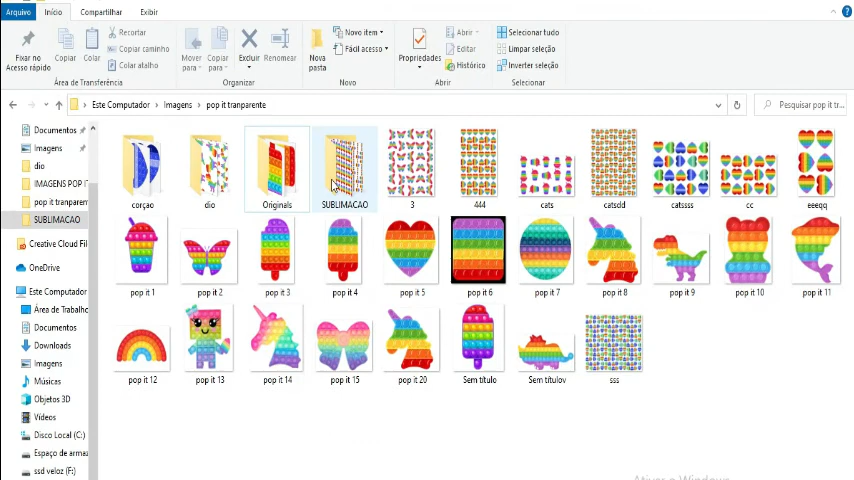 Arquivo Início Compartilhar Exibir
Fixar no Acesso rápido
Copiar
Colar
Recortar
Copiar caminho
Colar atalho
Mover para
Copiar para
Excluir
Renomear
Nova pasta
Novo item
Fácil acesso
Propriedades
Abrir
Editar
Histórico
Selecionar tudo
Limpar seleção
Inverter seleção
Área de Transferência Organizar Novo Abrir Selecionar
Este Computador > Imagens > pop it tranparente
Pesquisar pop it tr...
Documentos
Imagens
dio
IMAGENS POP I
pop it tranparen
SUBLIMACAO
Creative Cloud Fil
OneDrive
Este Computador
Área de Trabalho
Documentos
Downloads
Imagens
Músicas
Objetos 3D
Vídeos
Disco Local (C:)
Espaço de armaz
ssd veloz (F:)
corçao dio Originals SUBLIMACAO 3 444 cats catsdd catssss cc eeeqq
pop it 1 pop it 2 pop it 3 pop it 4 pop it 5 pop it 6 pop it 7 pop it 8 pop it 9 pop it 10 pop it 11
pop it 12 pop it 13 pop it 14 pop it 15 pop it 20 Sem título Sem títulov sss
Ativar o Windows